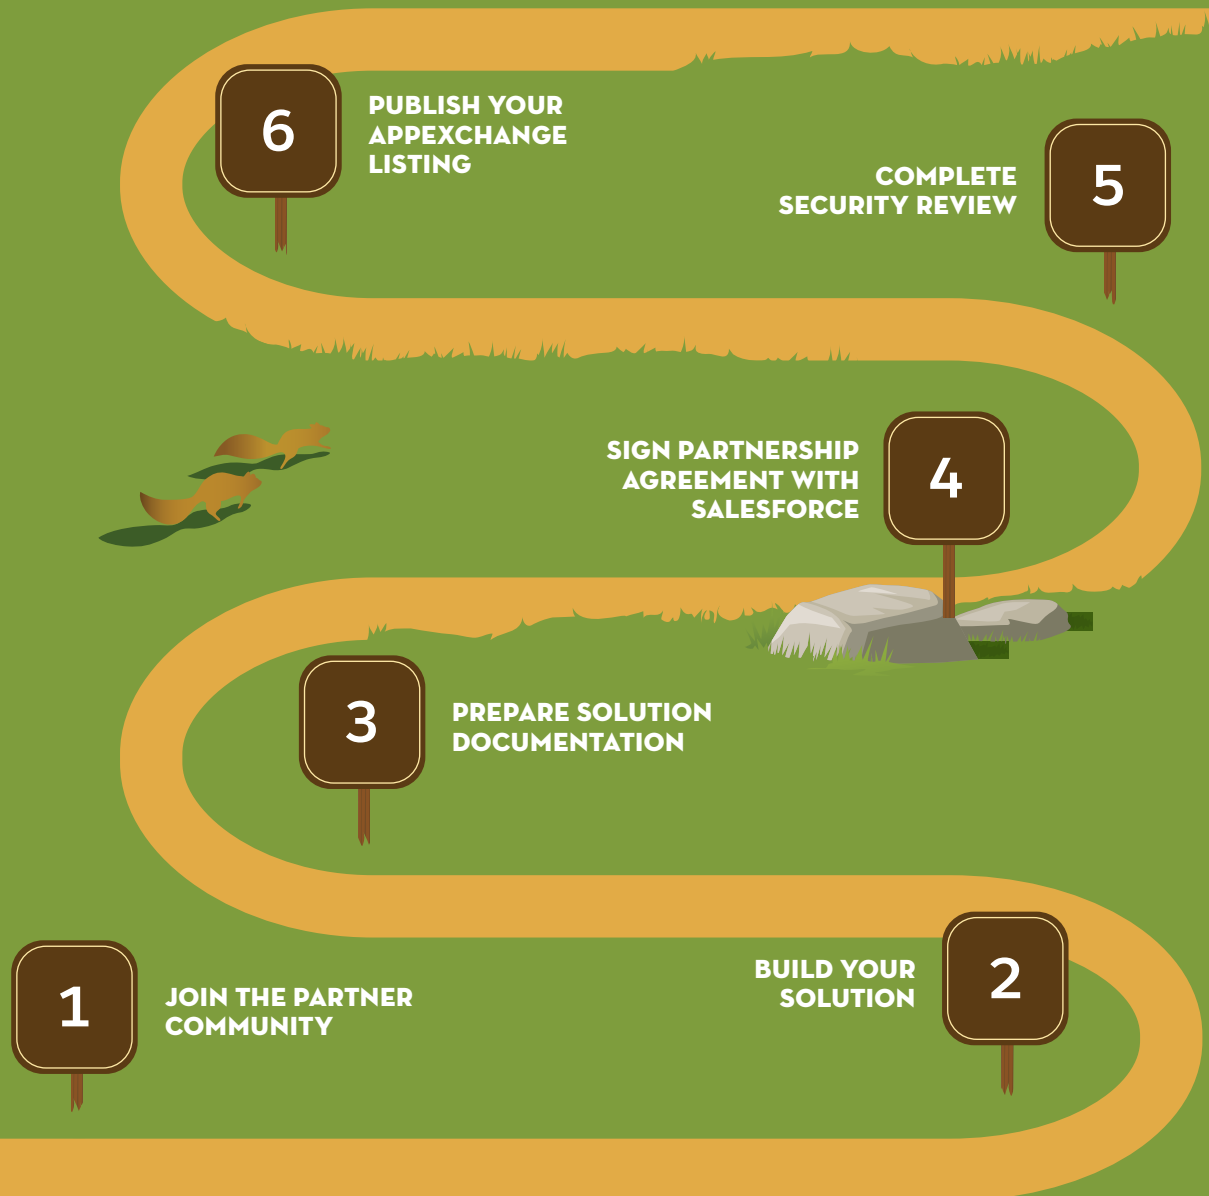 6
PUBLISH YOUR
APPEXCHANGE
LISTING
5
COMPLETE
SECURITY REVIEW
4
SIGN PARTNERSHIP
AGREEMENT WITH
SALESFORCE
3
PREPARE SOLUTION
DOCUMENTATION
2
BUILD YOUR
SOLUTION
1
JOIN THE PARTNER
COMMUNITY